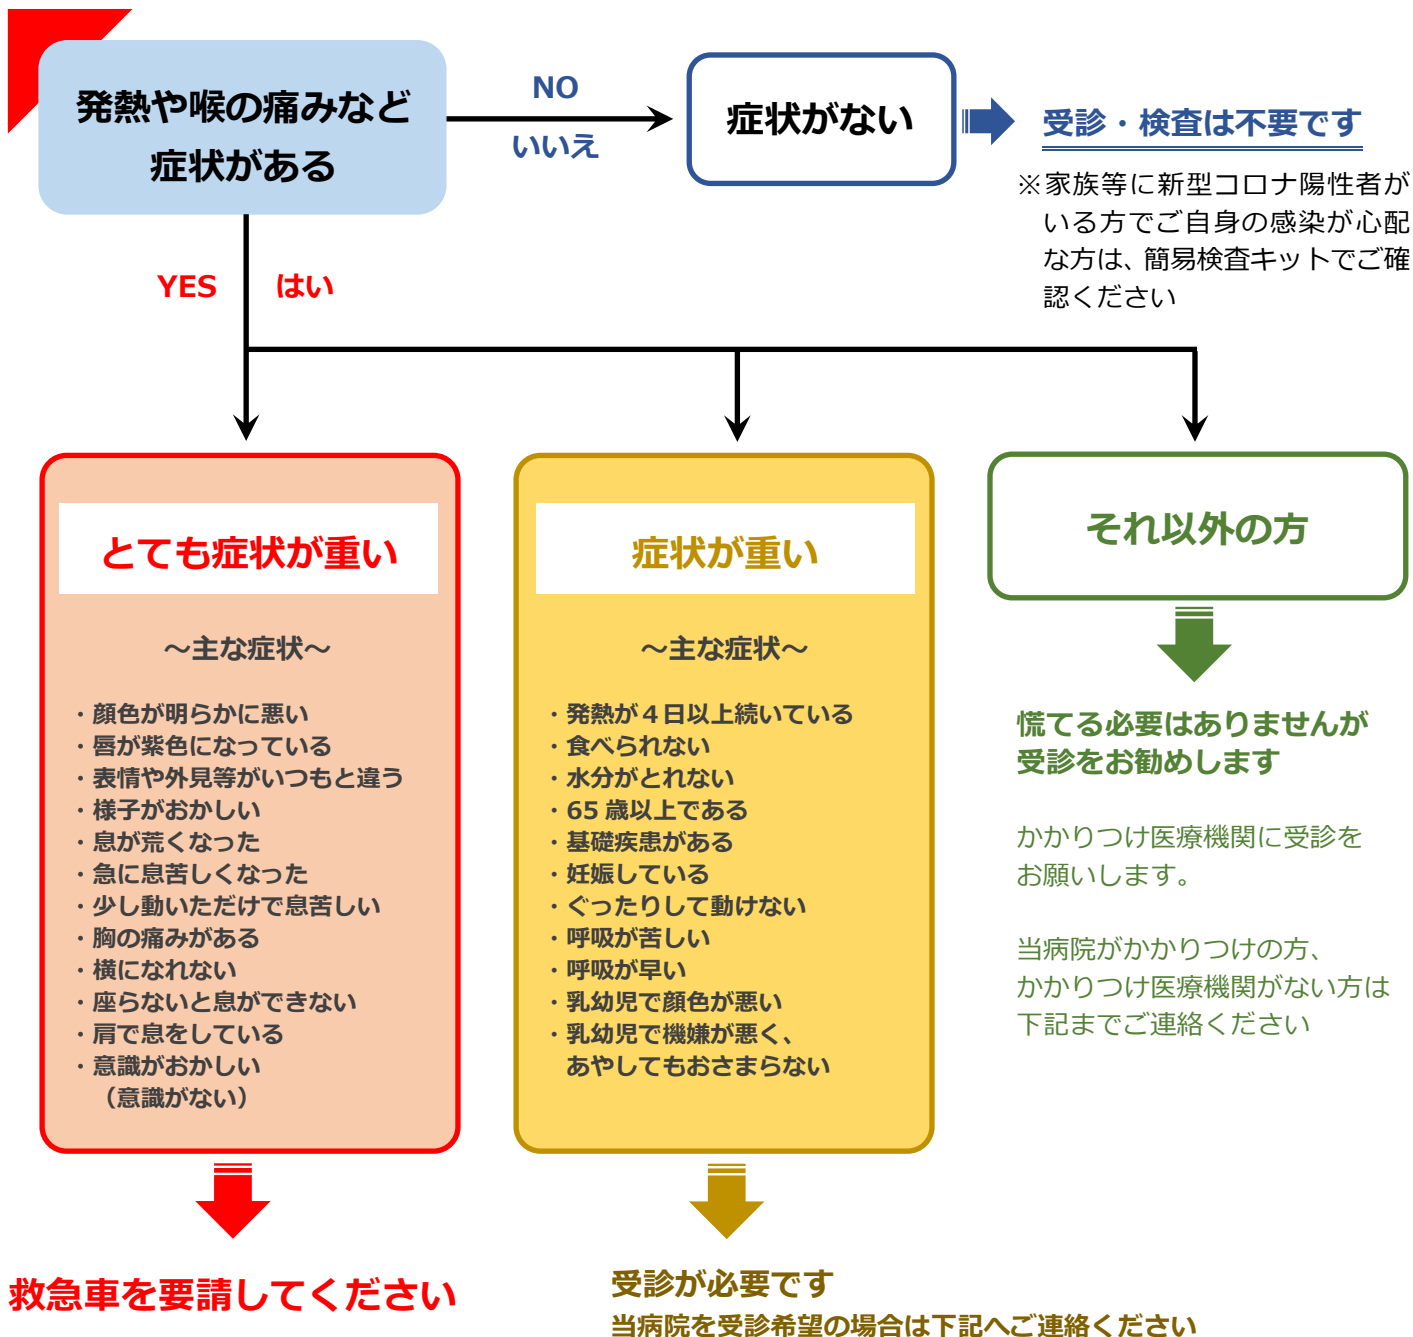 発熱や喉の痛みなど
症状がある
NO
いいえ
症状がない
受診・検査は不要です
※家族等に新型コロナ陽性者が
いる方でご自身の感染が心配
な方は、簡易検査キットでご確
認ください
YES はい
とても症状が重い
～主な症状～
・顔色が明らかに悪い
・唇が紫色になっている
・表情や外見等がいつもと違う
・様子がおかしい
・息が荒くなった
・急に息苦しくなった
・少し動いただけで息苦しい
・胸の痛みがある
・横になれない
・座らないと息ができない
・肩で息をしている
・意識がおかしい
（意識がない）
救急車を要請してください
症状が重い
～主な症状～
・発熱が４日以上続いている
・食べられない
・水分がとれない
・65 歳以上である
・基礎疾患がある
・妊娠している
・ぐったりして動けない
・呼吸が苦しい
・呼吸が早い
・乳幼児で顔色が悪い
・乳幼児で機嫌が悪く、
あやしてもおさまらない
受診が必要です
当病院を受診希望の場合は下記へご連絡ください
それ以外の方
慌てる必要はありませんが
受診をお勧めします
かかりつけ医療機関に受診を
お願いします。
当病院がかかりつけの方、
かかりつけ医療機関がない方は
下記までご連絡ください